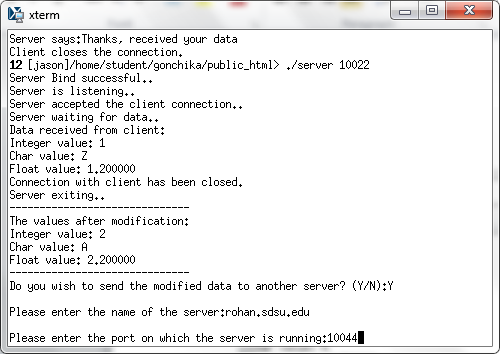 xterm
Server says:Thanks, received your data
Client closes the connection.
12 [jason]/home/student/gonchika/public_html> ./server 10022
Server Bind successful..
Server is listening..
Server accepted the client connection..
Server waiting for data..
Data received from client:
Integer value: 1
Char value: Z
Float value: 1.200000
Connection with client has been closed.
Server exiting..
------------------------------
The values after modification:
Integer value: 2
Char value: A
Float value: 2.200000
------------------------------
Do you wish to send the modified data to another server? (Y/N):Y
Please enter the name of the server:rohan.sdsu.edu
Please enter the port on which the server is running:10044